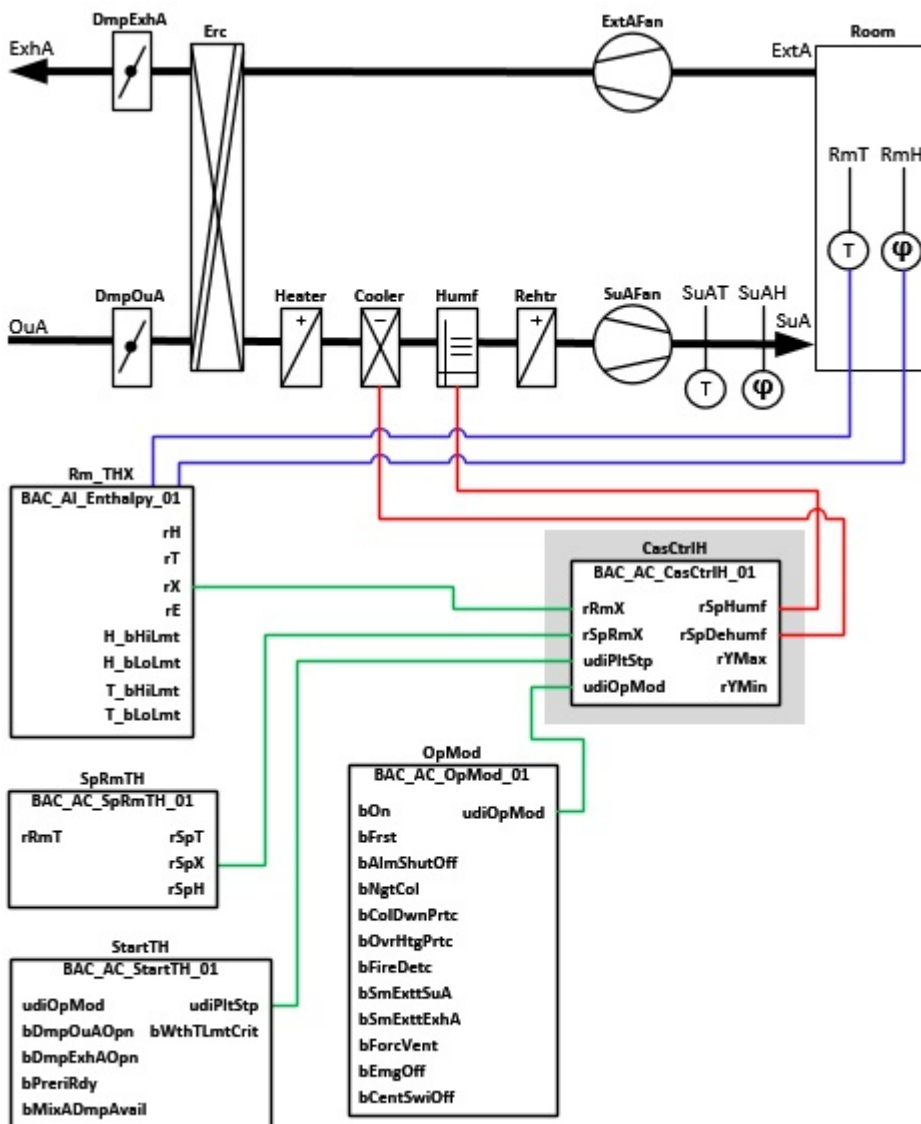 DmpExhA
Erc
ExtAFan
Room
ExhA
ExtA
RmT
RmH
T
φ
DmpOuA
Heater
Cooler
Humf
Rehtr
SuAFan
SuAT
SuAH
OuA
+
−
+
SuA
T
φ
Rm_THX
BAC_AI_Enthalpy_01
rH
rT
rX
rE
H_bHiLmt
H_bLoLmt
T_bHiLmt
T_bLoLmt
CasCtrlH
BAC_AC_CasCtrlH_01
rRmX rSpHumf
rSpRmX rSpDehumf
udiPltStp rYMax
udiOpMod rYMin
SpRmTH
BAC_AC_SpRmTH_01
rRmT rSpT
rSpX
rSpH
OpMod
BAC_AC_OpMod_01
bOn udiOpMod
bFrst
bAlmShutOff
bNgtCol
bColDwnPrtc
bOvrHtgPrtc
bFireDetc
bSmExttSuA
bSmExttExhA
bForcVent
bEmgOff
bCentSwiOff
StartTH
BAC_AC_StartTH_01
udiOpMod udiPltStp
bDmpOuAOpn bWthTLmtCrit
bDmpExhAOpn
bPreriRdy
bMixADmpAvail